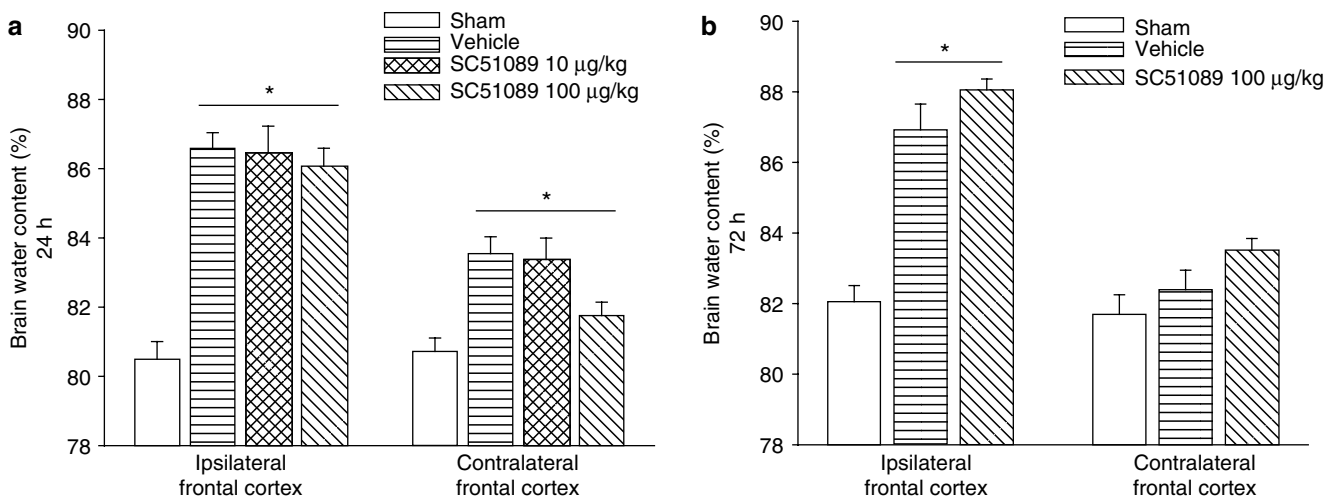 a
Sham
Vehicle
SC51089 10 μg/kg
SC51089 100 μg/kg
Brain water content (%)
24 h
90
88
86
84
82
80
78
*
*
Ipsilateral
frontal cortex
Contralateral
frontal cortex
b
Sham
Vehicle
SC51089 100 μg/kg
Brain water content (%)
72 h
90
88
86
84
82
80
78
*
Ipsilateral
frontal cortex
Contralateral
frontal cortex